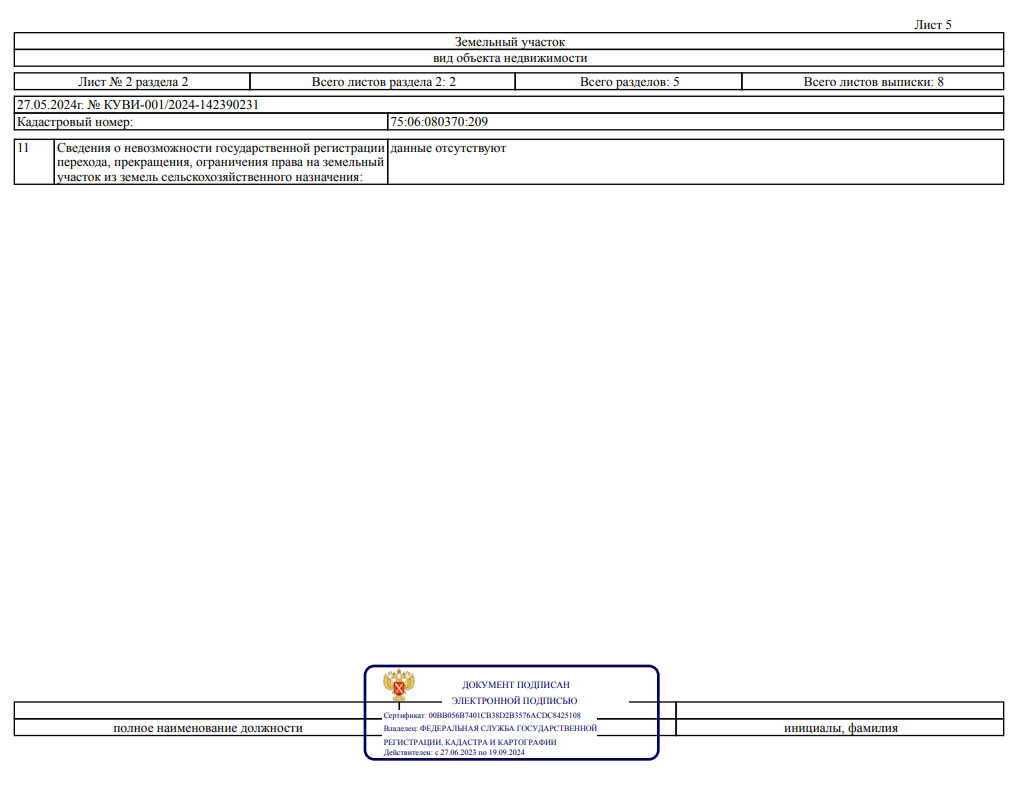 Лист 5
Земельный участок
вид объекта недвижимости
Лист № 2 раздела 2 Всего листов раздела 2: 2 Всего разделов: 5 Всего листов выписки: 8
27.05.2024г. № КУВИ-001/2024-142390231
Кадастровый номер: 75:06:080370:209
11 Сведения о невозможности государственной регистрации данные отсутствуют
перехода, прекращения, ограничения права на земельный
участок из земель сельскохозяйственного назначения:
ДОКУМЕНТ ПОДПИСАН
ЭЛЕКТРОННОЙ ПОДПИСЬЮ
Сертификат: 00BB056B7401CB38D2B3576ACDC8425108
Владелец: ФЕДЕРАЛЬНАЯ СЛУЖБА ГОСУДАРСТВЕННОЙ
РЕГИСТРАЦИИ, КАДАСТРА И КАРТОГРАФИИ
Действителен: с 27.06.2023 по 19.09.2024
полное наименование должности инициалы, фамилия